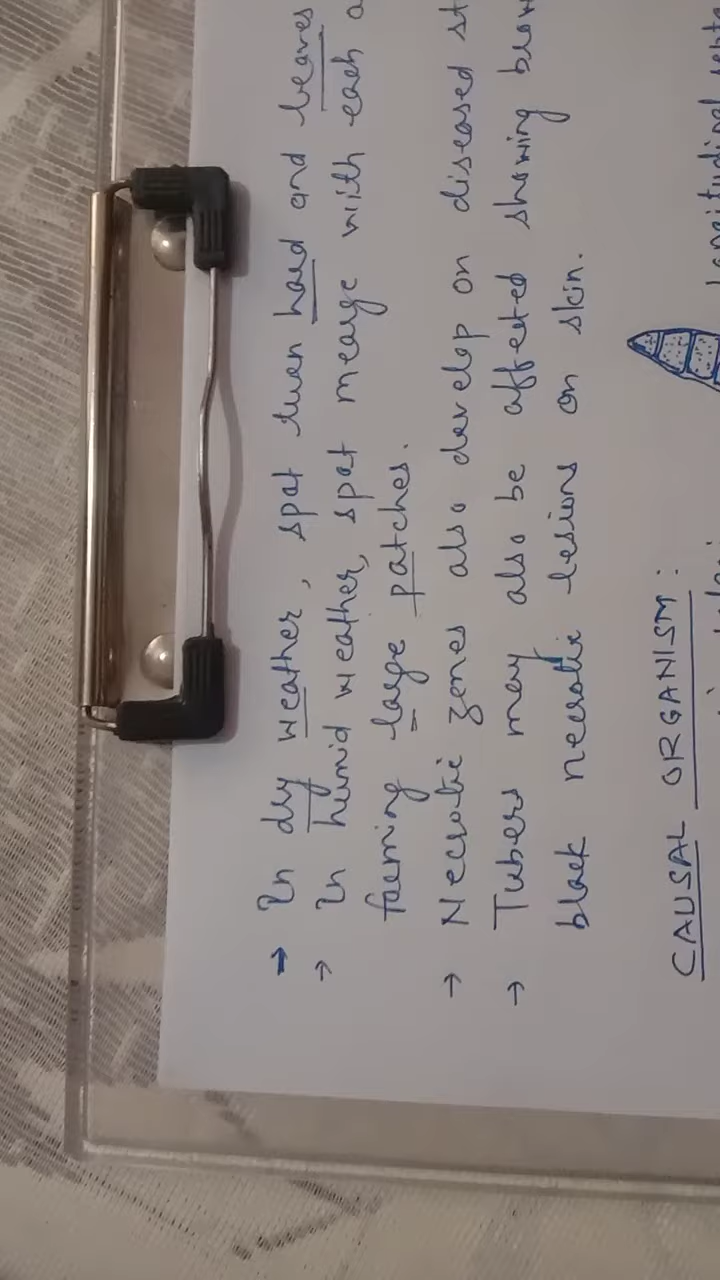 → In dry weather, spot turn hard and leaves
→ In humid weather, spot mearge with each
forming large patches.
→ Necrotic zones also develop on diseased
→ Tubers may also be affected showing
black necrotic lesions on skin.
CAUSAL ORGANISM: